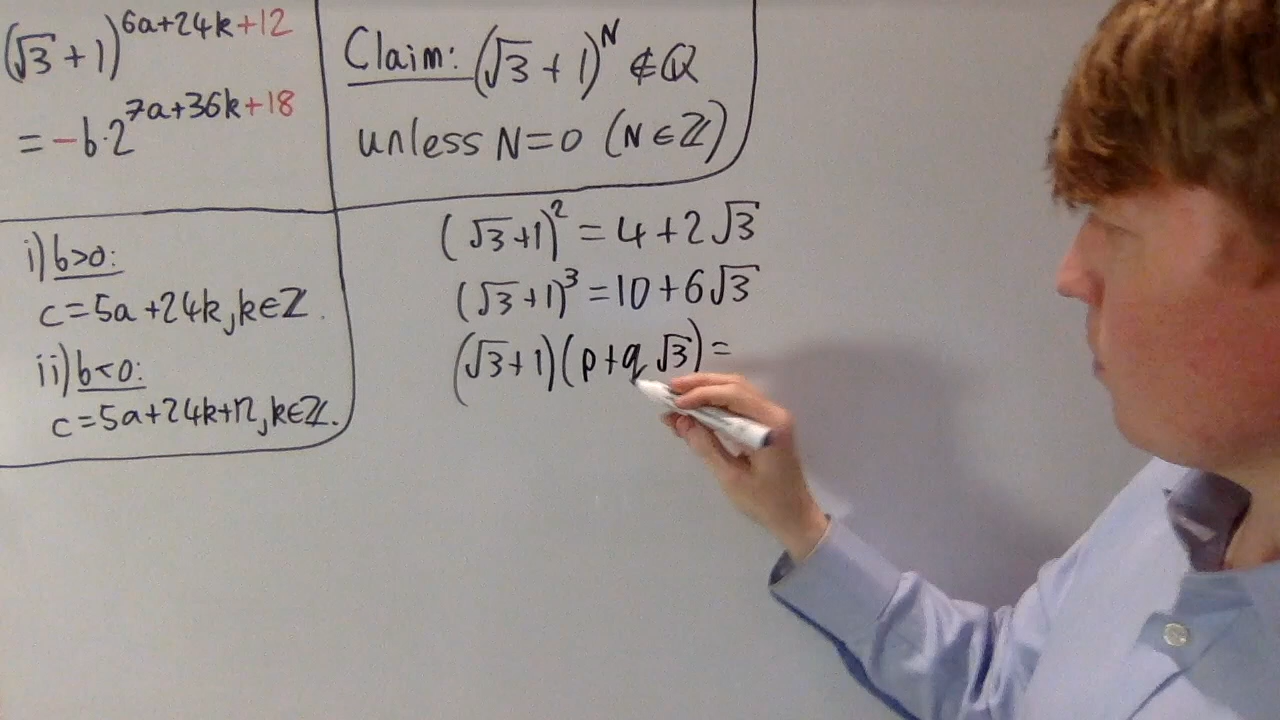 (√3 + 1)^{6a+24k+12}
= -b·2^{7a+36k+18}
Claim: (√3 + 1)^N ∉ ℚ
unless N=0 (N∈ℤ)
i) b>0:
c=5a+24k, k∈ℤ.
ii) b<0:
c=5a+24k+12, k∈ℤ.
(√3+1)^2 = 4+2√3
(√3+1)^3 = 10+6√3
(√3+1)(p+q√3) =